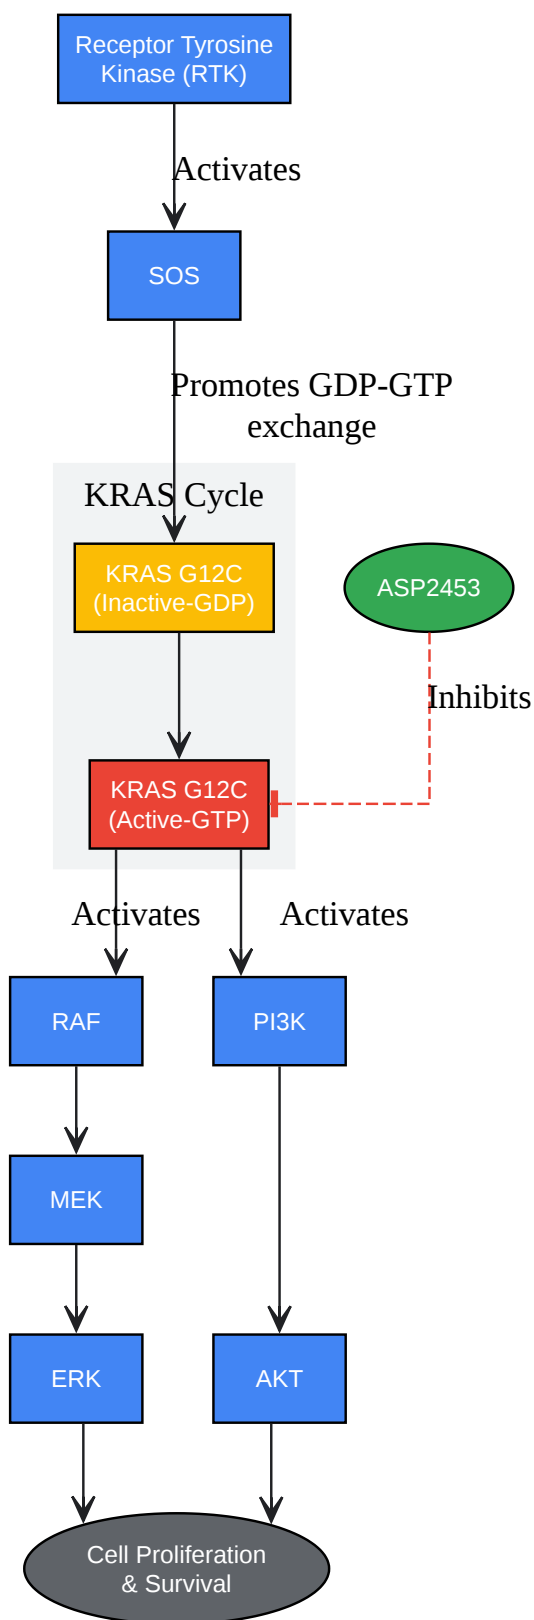 Receptor Tyrosine
Kinase (RTK)
Activates
SOS
Promotes GDP-GTP
exchange
KRAS Cycle
KRAS G12C
(Inactive-GDP)
ASP2453
Inhibits
KRAS G12C
(Active-GTP)
Activates
Activates
RAF
PI3K
MEK
ERK
AKT
Cell Proliferation
& Survival